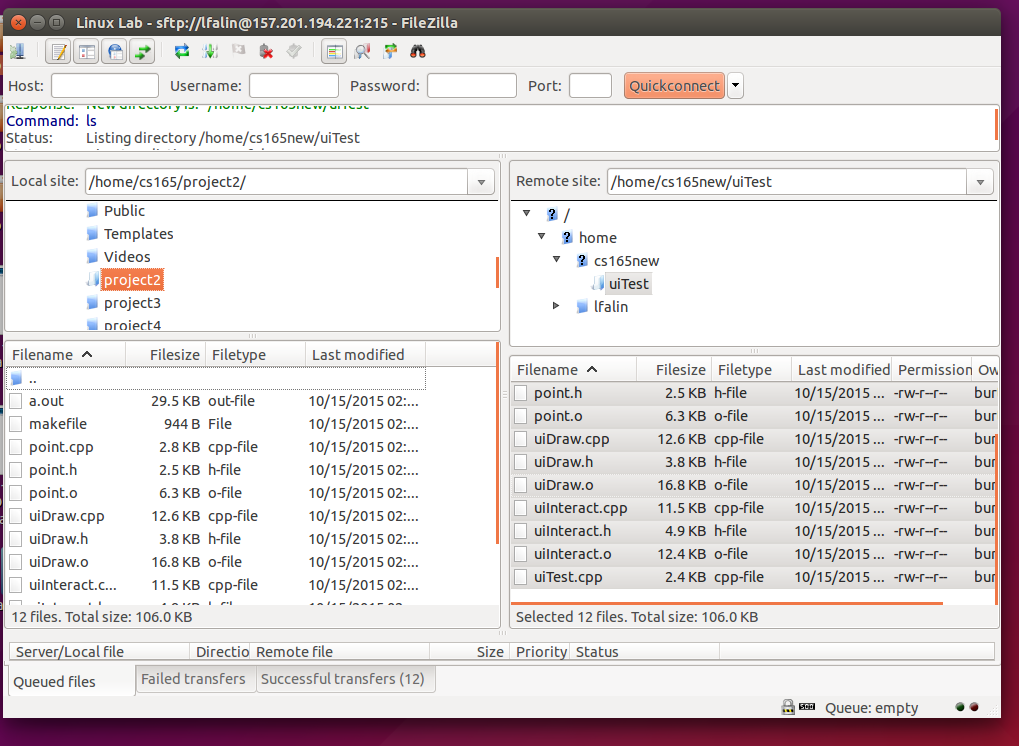 Linux Lab - sftp://lfalin@157.201.194.221:215 - FileZilla
Host: Username: Password: Port: Quickconnect
Response: New directory is: "/home/cs165new/uiTest"
Command: ls
Status: Listing directory /home/cs165new/uiTest
Local site: /home/cs165/project2/
Public
Templates
Videos
project2
project3
project4
Filename Filesize Filetype Last modified
..
a.out 29.5 KB out-file 10/15/2015 02:...
makefile 944 B File 10/15/2015 02:...
point.cpp 2.8 KB cpp-file 10/15/2015 02:...
point.h 2.5 KB h-file 10/15/2015 02:...
point.o 6.3 KB o-file 10/15/2015 02:...
uiDraw.cpp 12.6 KB cpp-file 10/15/2015 02:...
uiDraw.h 3.8 KB h-file 10/15/2015 02:...
uiDraw.o 16.8 KB o-file 10/15/2015 02:...
uiInteract.c... 11.5 KB cpp-file 10/15/2015 02:...
12 files. Total size: 106.0 KB
Remote site: /home/cs165new/uiTest
/
home
cs165new
uiTest
lfalin
Filename Filesize Filetype Last modified Permission Ow
point.h 2.5 KB h-file 10/15/2015 ... -rw-r--r-- bur
point.o 6.3 KB o-file 10/15/2015 ... -rw-r--r-- bur
uiDraw.cpp 12.6 KB cpp-file 10/15/2015 ... -rw-r--r-- bur
uiDraw.h 3.8 KB h-file 10/15/2015 ... -rw-r--r-- bur
uiDraw.o 16.8 KB o-file 10/15/2015 ... -rw-r--r-- bur
uiInteract.cpp 11.5 KB cpp-file 10/15/2015 ... -rw-r--r-- bur
uiInteract.h 4.9 KB h-file 10/15/2015 ... -rw-r--r-- bur
uiInteract.o 12.4 KB o-file 10/15/2015 ... -rw-r--r-- bur
uiTest.cpp 2.4 KB cpp-file 10/15/2015 ... -rw-r--r-- bur
Selected 12 files. Total size: 106.0 KB
Server/Local file Directio Remote file Size Priority Status
Queued files Failed transfers Successful transfers (12)
Queue: empty